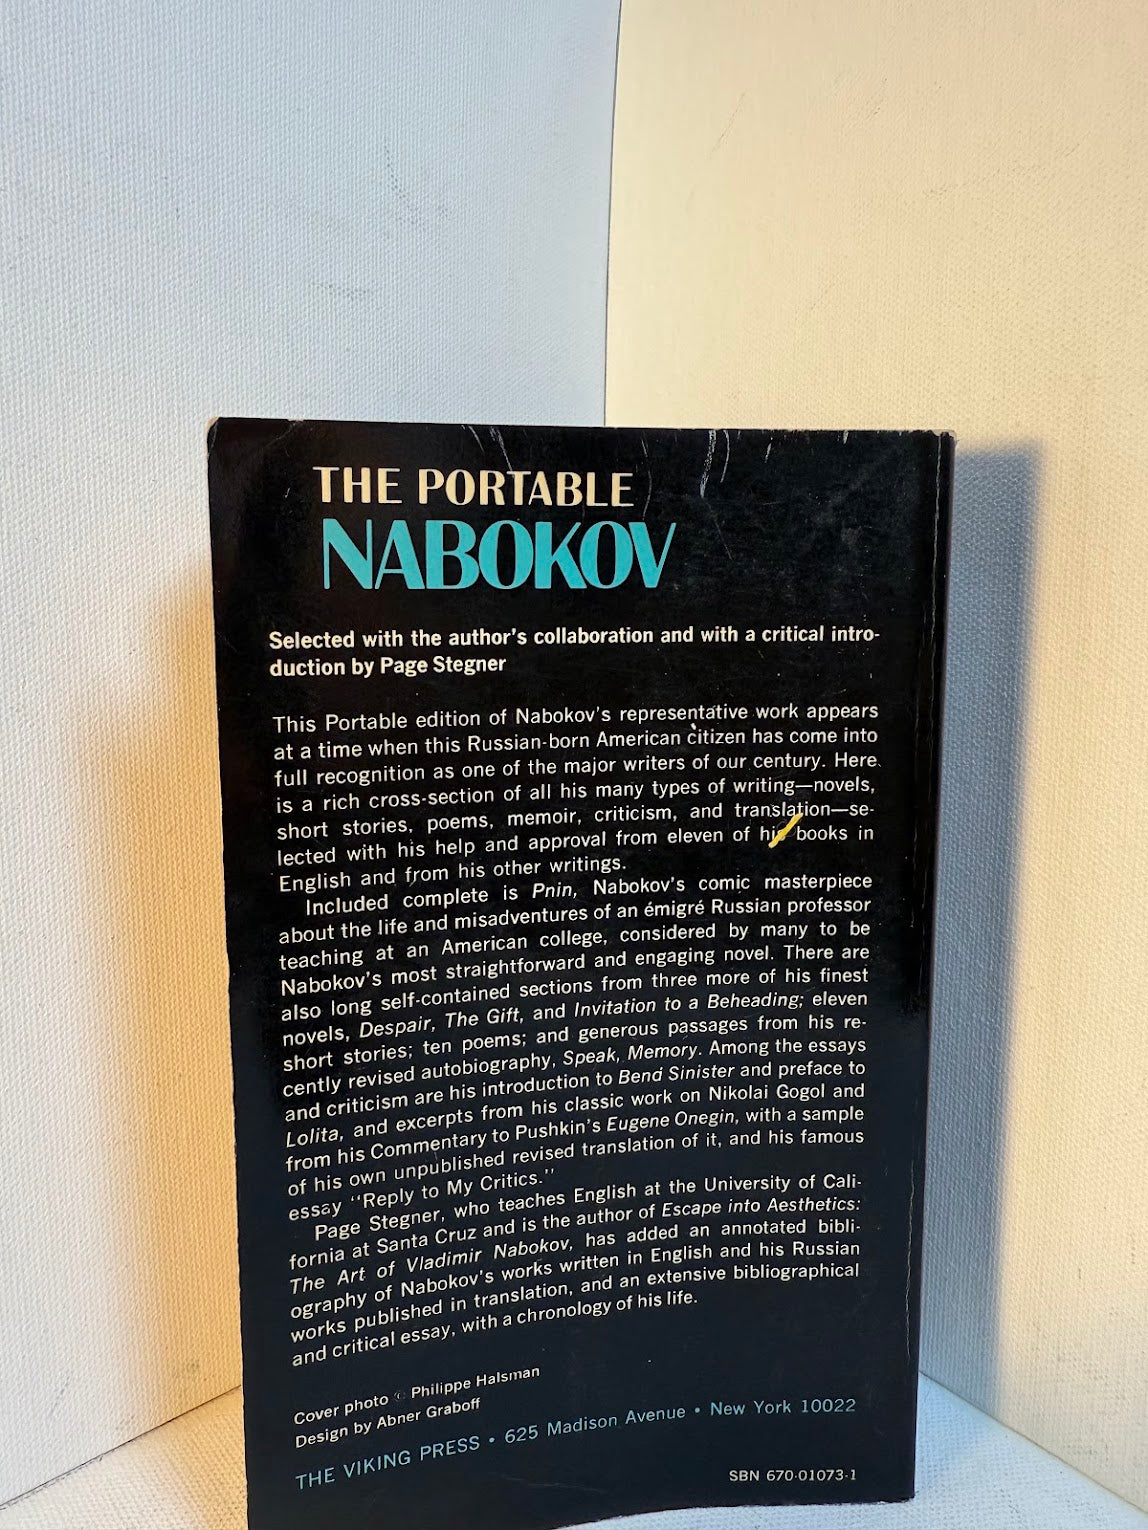 THE PORTABLE
NABOKOV
Selected with the author's collaboration and with a critical intro-
duction by Page Stegner
This Portable edition of Nabokov's representative work appears
at a time when this Russian-born American citizen has come into
full recognition as one of the major writers of our century. Here
is a rich cross-section of all his many types of writing—novels,
short stories, poems, memoir, criticism, and translation—se-
lected with his help and approval from eleven of his books in
English and from his other writings.
Included complete is Pnin, Nabokov's comic masterpiece
about the life and misadventures of an émigré Russian professor
teaching at an American college, considered by many to be
Nabokov's most straightforward and engaging novel. There are
also long self-contained sections from three more of his finest
novels, Despair, The Gift, and Invitation to a Beheading; eleven
short stories; ten poems; and generous passages from his re-
cently revised autobiography, Speak, Memory. Among the essays
and criticism are his introduction to Bend Sinister and preface to
Lolita, and excerpts from his classic work on Nikolai Gogol and
from his Commentary to Pushkin's Eugene Onegin, with a sample
of his own unpublished revised translation of it, and his famous
essay "Reply to My Critics."
Page Stegner, who teaches English at the University of Cali-
fornia at Santa Cruz and is the author of Escape into Aesthetics:
The Art of Vladimir Nabokov, has added an annotated bibli-
ography of Nabokov's works written in English and his Russian
works published in translation, and an extensive bibliographical
and critical essay, with a chronology of his life.
Cover photo © Philippe Halsman
Design by Abner Graboff
THE VIKING PRESS • 625 Madison Avenue • New York 10022
SBN 670-01073-1